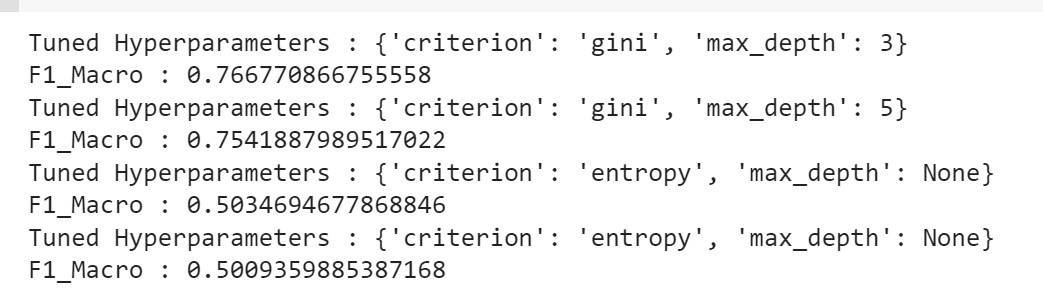 Tuned Hyperparameters : {'criterion': 'gini', 'max_depth': 3}
F1_Macro : 0.766770866755558
Tuned Hyperparameters : {'criterion': 'gini', 'max_depth': 5}
F1_Macro : 0.7541887989517022
Tuned Hyperparameters : {'criterion': 'entropy', 'max_depth': None}
F1_Macro : 0.5034694677868846
Tuned Hyperparameters : {'criterion': 'entropy', 'max_depth': None}
F1_Macro : 0.5009359885387168